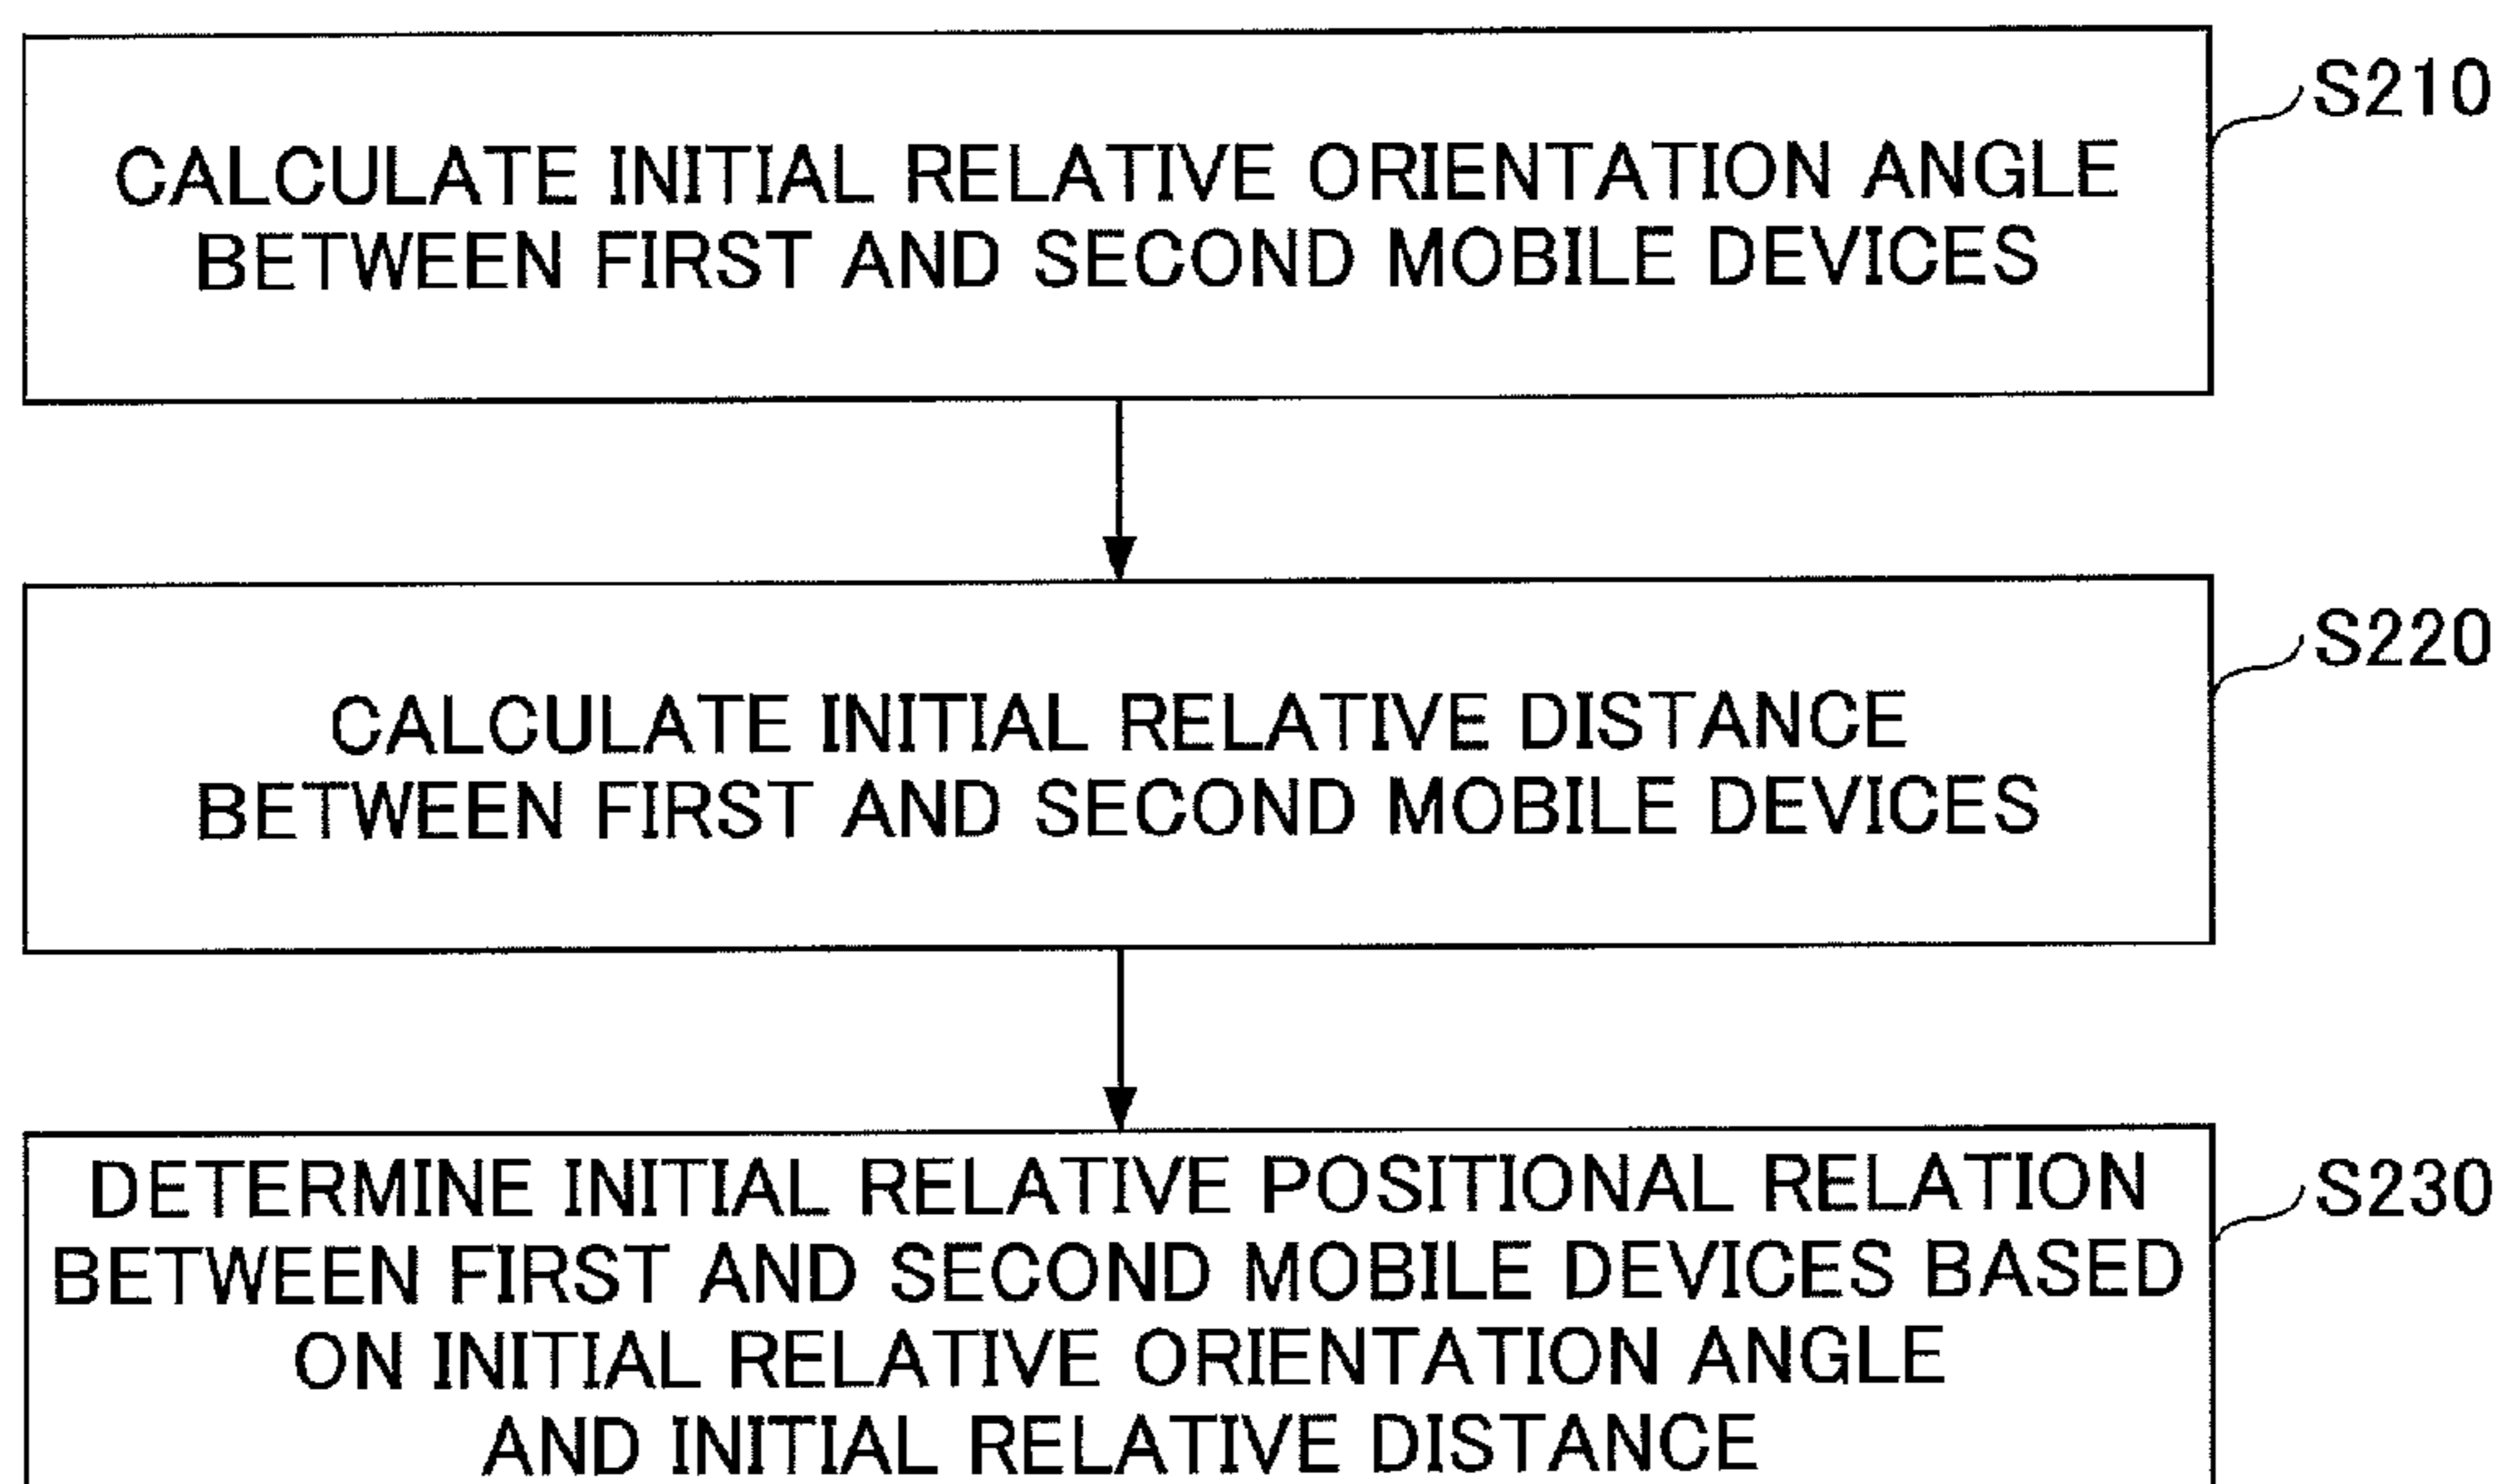 S210
CALCULATE INITIAL RELATIVE ORIENTATION ANGLE
BETWEEN FIRST AND SECOND MOBILE DEVICES
S220
CALCULATE INITIAL RELATIVE DISTANCE
BETWEEN FIRST AND SECOND MOBILE DEVICES
S230
DETERMINE INITIAL RELATIVE POSITIONAL RELATION
BETWEEN FIRST AND SECOND MOBILE DEVICES BASED
ON INITIAL RELATIVE ORIENTATION ANGLE
AND INITIAL RELATIVE DISTANCE